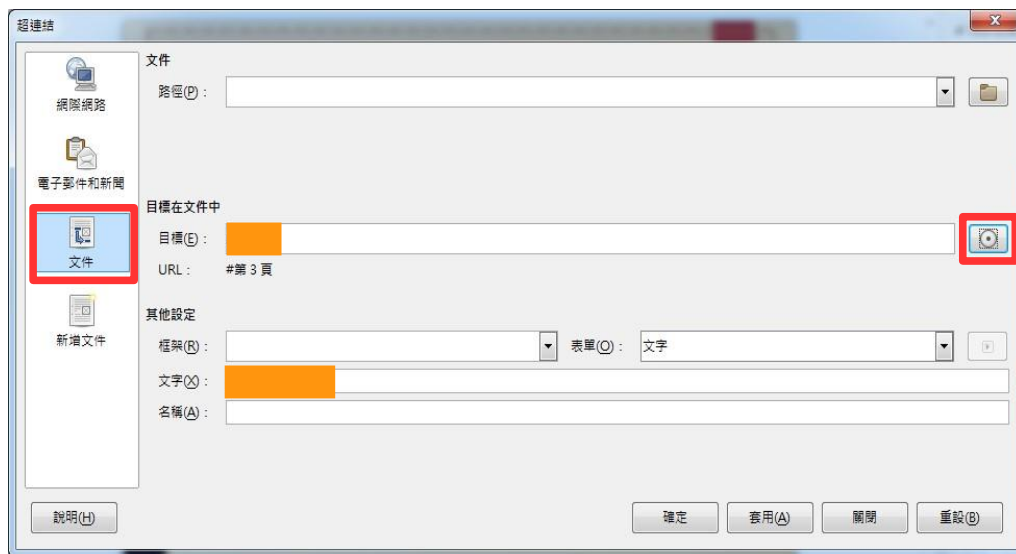 超連結
網際網路
電子郵件和新聞
文件
新增文件
文件
路徑(P)：
目標在文件中
目標(E)：
URL： #第 3 頁
其他設定
框架(R)： 表單(O)： 文字
文字(X)：
名稱(A)：
說明(H) 確定 套用(A) 關閉 重設(B)